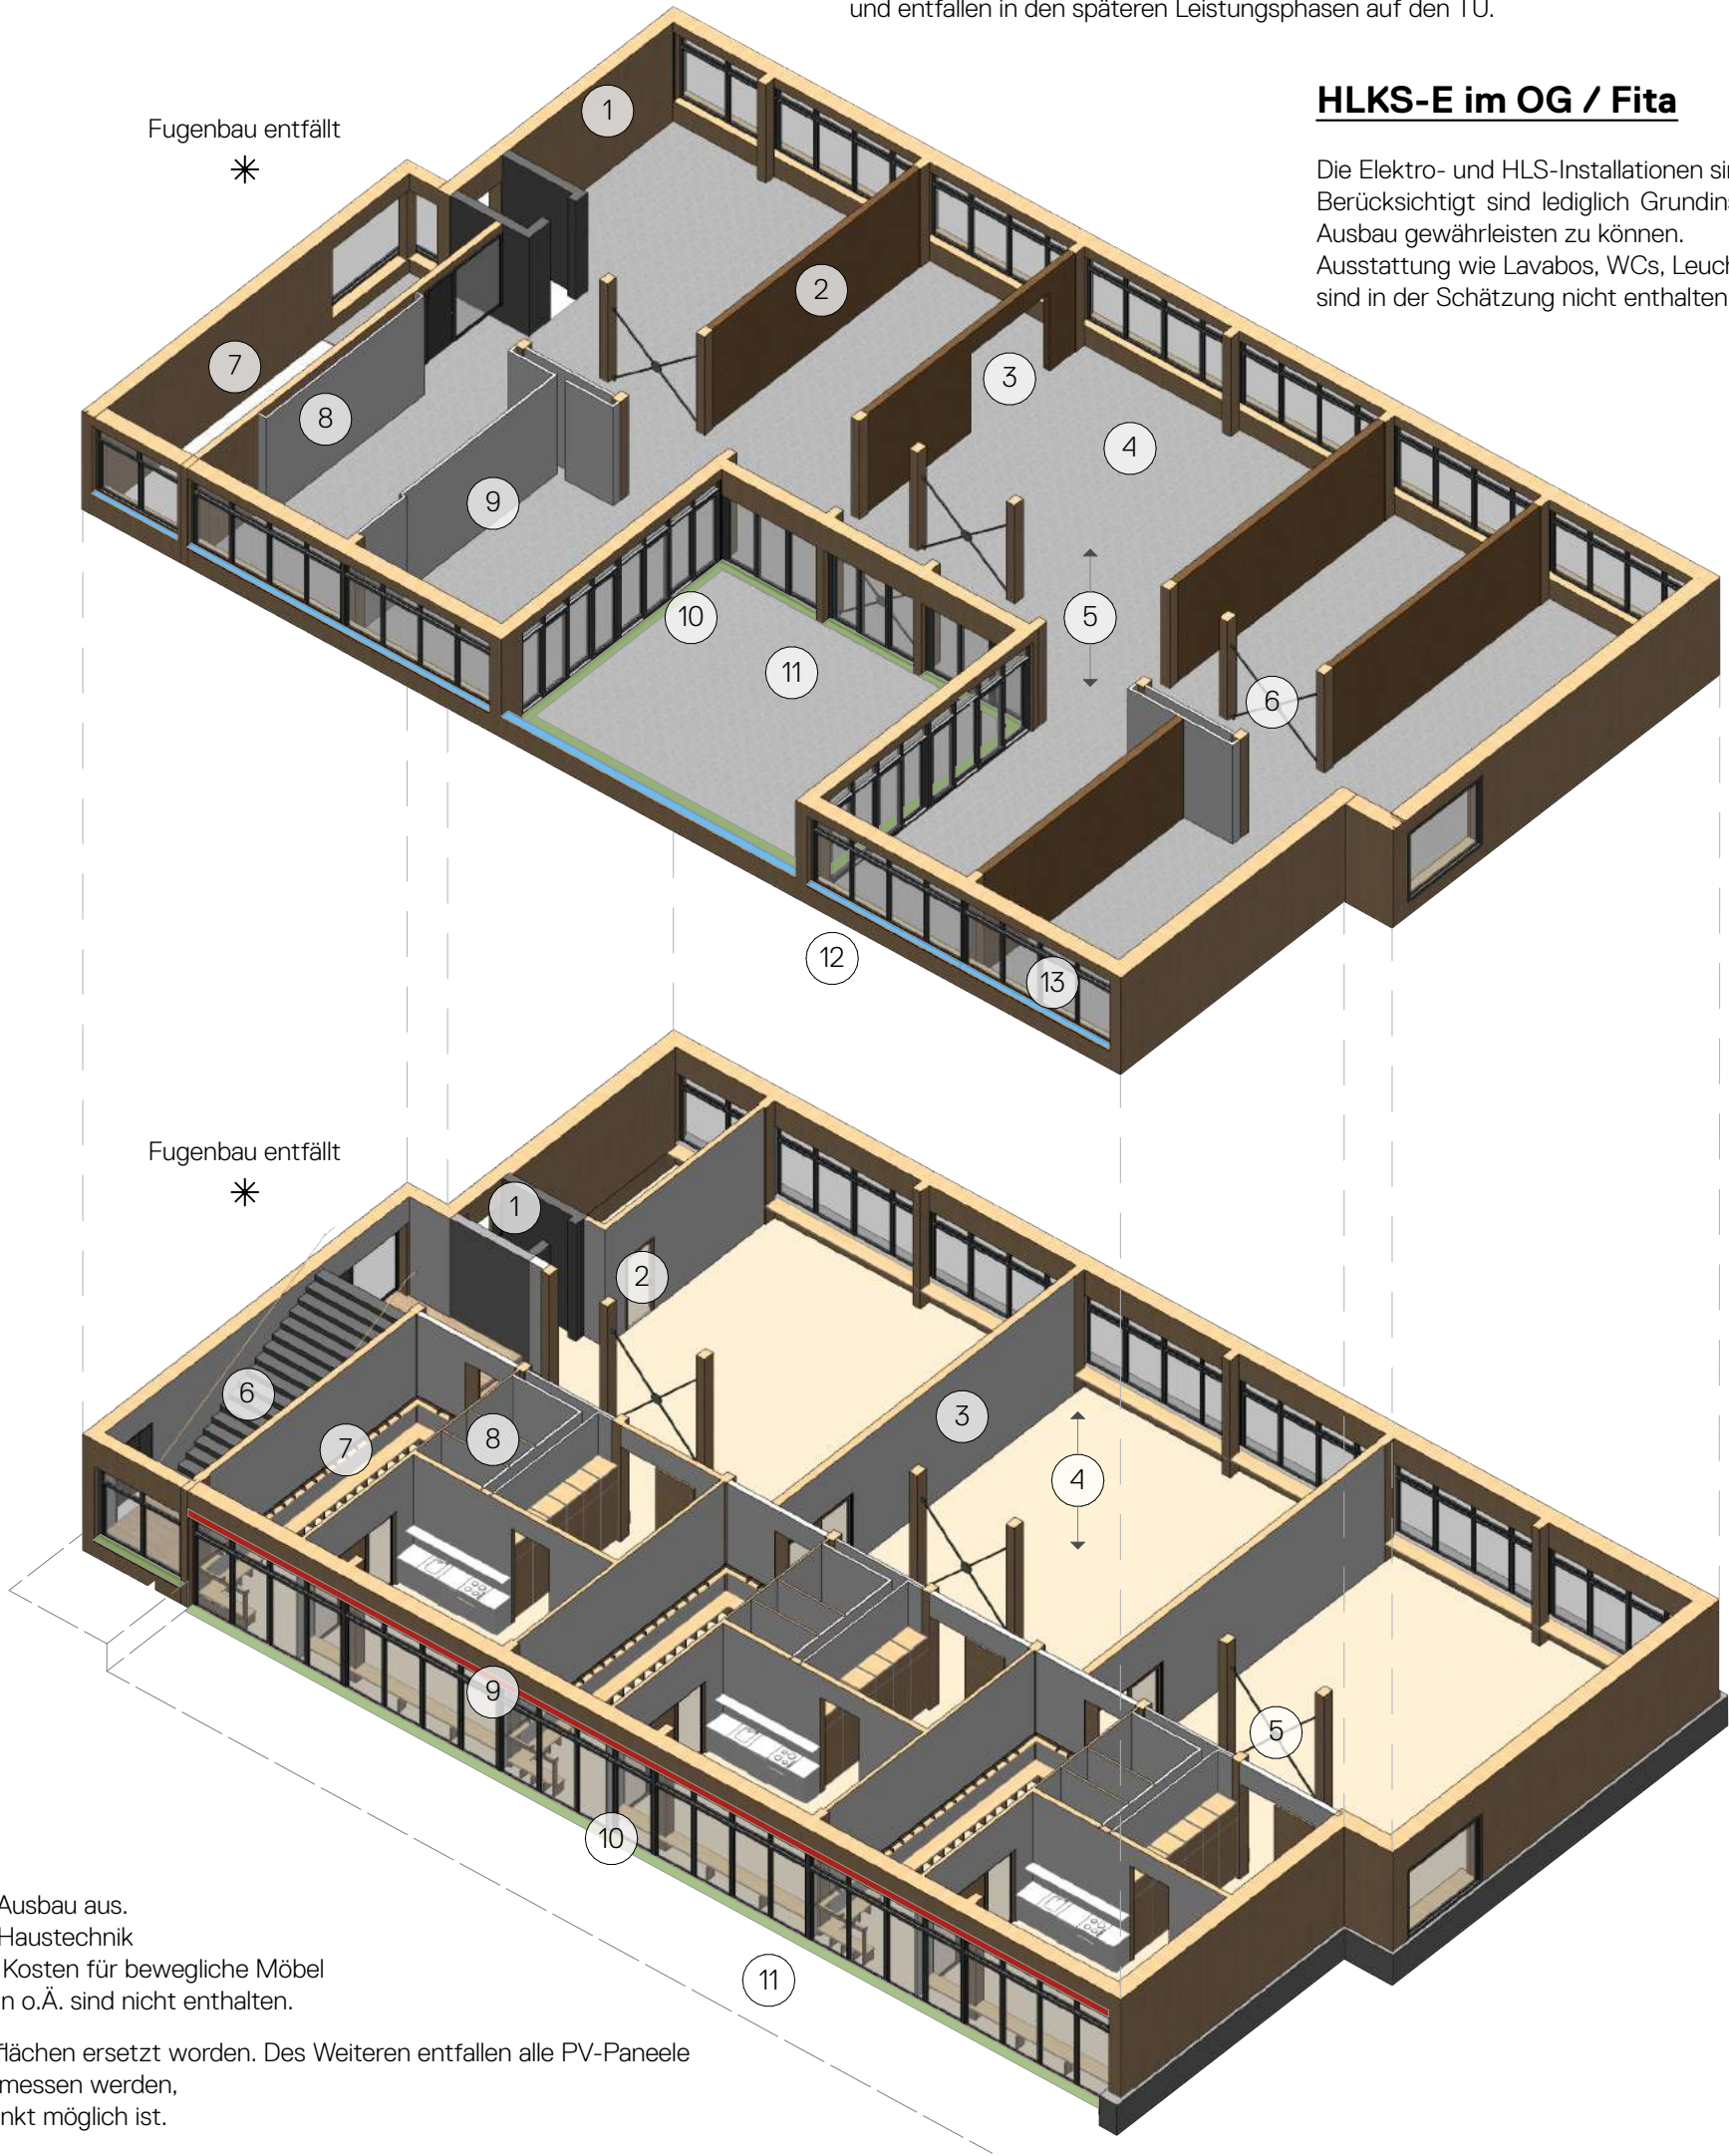 und entfallen in den späteren Leistungsphasen auf den TU.
HLKS-E im OG / Fita
Die Elektro- und HLS-Installationen
Berücksichtigt sind lediglich
Ausbau gewährleisten zu können.
Ausstattung wie Lavabos, WCs,
sind in der Schätzung nicht enthalten
Fugenbau entfällt
*
1
2
3
4
5
6
7
8
9
10
11
12
13
Fugenbau entfällt
*
1
2
3
4
5
6
7
8
9
10
11
Ausbau aus.
Haustechnik
Kosten für bewegliche Möbel
n o.Ä. sind nicht enthalten.
flächen ersetzt worden. Des Weiteren entfallen alle PV-Paneele
messen werden,
nkt möglich ist.